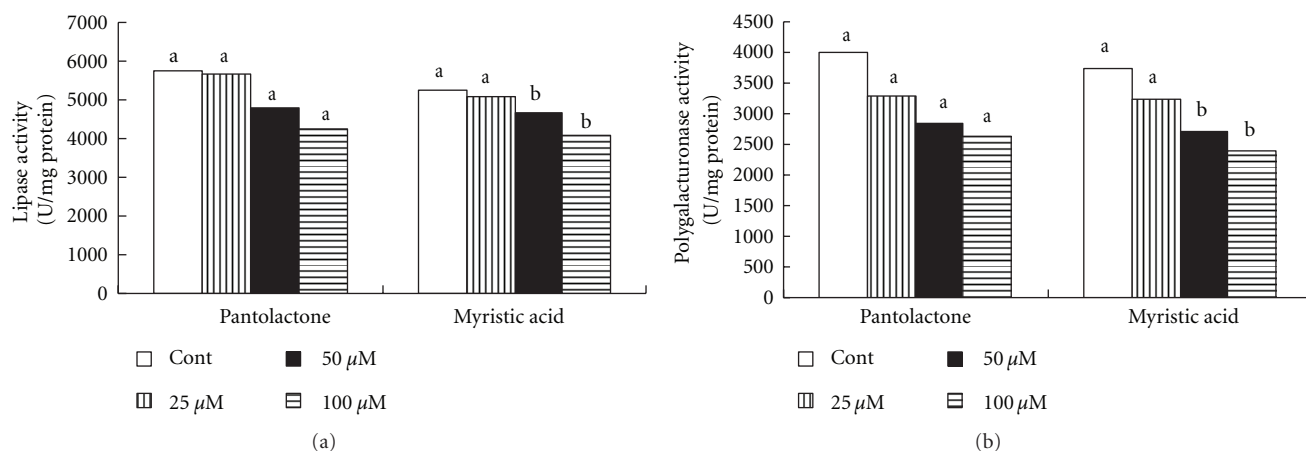 7000
6000
5000
4000
3000
2000
1000
0
Lipase activity
(U/mg protein)
a
a
a
a
a
a
b
b
Pantolactone
Myristic acid
Cont
50 μM
25 μM
100 μM
(a)
4500
4000
3500
3000
2500
2000
1500
1000
500
0
Polygalacturonase activity
(U/mg protein)
a
a
a
a
a
a
b
b
Pantolactone
Myristic acid
Cont
50 μM
25 μM
100 μM
(b)